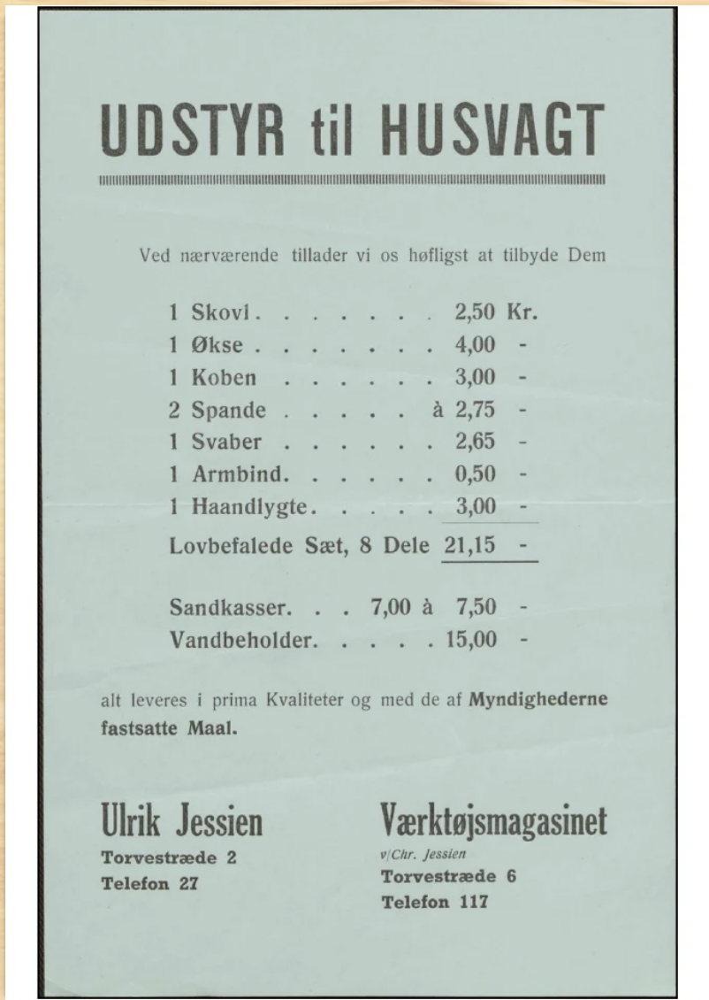 UDSTYR til HUSVAGT
Ved nærværende tillader vi os høfligst at tilbyde Dem
1 Skovl . . . . . . . 2,50 Kr.
1 Økse . . . . . . . 4,00 -
1 Koben . . . . . . 3,00 -
2 Spande . . . . . à 2,75 -
1 Svaber . . . . . . 2,65 -
1 Armbind. . . . . . 0,50 -
1 Haandlygte. . . . . 3,00 -
Lovbefalede Sæt, 8 Dele 21,15 -
Sandkasser. . . 7,00 à 7,50 -
Vandbeholder. . . . . 15,00 -
alt leveres i prima Kvaliteter og med de af Myndighederne
fastsatte Maal.
Ulrik Jessien
Torvestræde 2
Telefon 27
Værktøjsmagasinet
v/Chr. Jessien
Torvestræde 6
Telefon 117